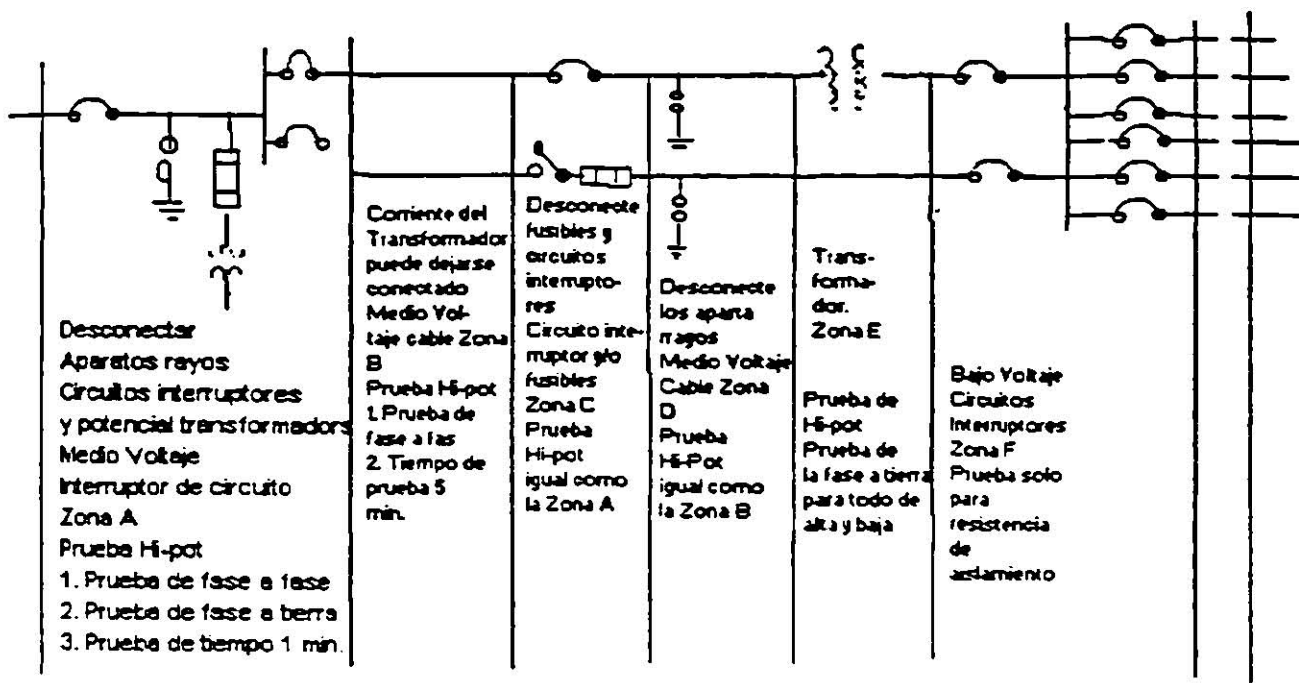 Desconectar
Aparatos rayos
Circuitos interruptores
y potencial transformadors
Medio Voltaje
Interruptor de circuito
Zona A
Prueba Hi-pot
1. Prueba de fase a fase
2. Prueba de fase a tierra
3. Prueba de tiempo 1 min.
Corriente del
Transformador
puede dejarse
conectado
Medio Vol-
taje cable Zona
B
Prueba Hi-pot
1. Prueba de
fase a fas
2. Tiempo de
prueba 5
min.
Desconecte
fusibles y
circuitos
interrupto-
res
Circuito inte-
rruptor y/o
fusibles
Zona C
Prueba
Hi-pot
igual como
la Zona A
Desconecte
los aparta
rragos
Medio Voltaje
Cable Zona
D
Prueba
Hi-Pot
igual como
la Zona B
Trans-
forma-
dor.
Zona E
Prueba de
Hi-pot
Prueba de
la fase a tierra
para todo de
alta y baja
Bajo Voltaje
Circuitos
Interruptores
Zona F
Prueba solo
para
resistencia
de
aislamiento